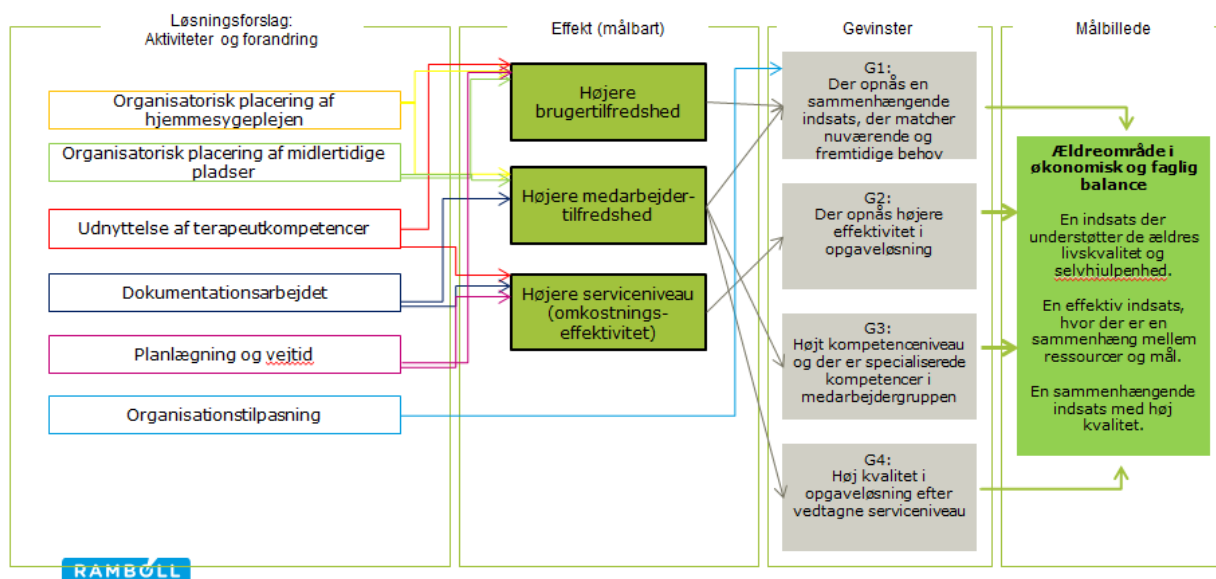 Løsningsforslag:
Aktiviteter og forandring
Organisatorisk placering af
hjemmesygeplejen
Organisatorisk placering af midlertidige
pladser
Udnyttelse af terapeutkompetencer
Dokumentationsarbejdet
Planlægning og vejtid
Organisationstilpasning
Effekt (målbart)
Højere
brugertilfredshed
Højere medarbejder-
tilfredshed
Højere serviceniveau
(omkostnings-
effektivitet)
Gevinster
G1:
Der opnås en
sammenhængende
indsats, der matcher
nuværende og
fremtidige behov
G2:
Der opnås højere
effektivitet i
opgaveløsning
G3:
Højt kompetenceniveau
og der er specialiserede
kompetencer i
medarbejdergruppen
G4:
Høj kvalitet i
opgaveløsning efter
vedtagne serviceniveau
Målbillede
Ældreområde i
økonomisk og faglig
balance
En indsats der
understøtter de ældres
livskvalitet og
selvhjulpenhed.
En effektiv indsats,
hvor der er en
sammenhæng mellem
ressourcer og mål.
En sammenhængende
indsats med høj
kvalitet.
RAMBOLL